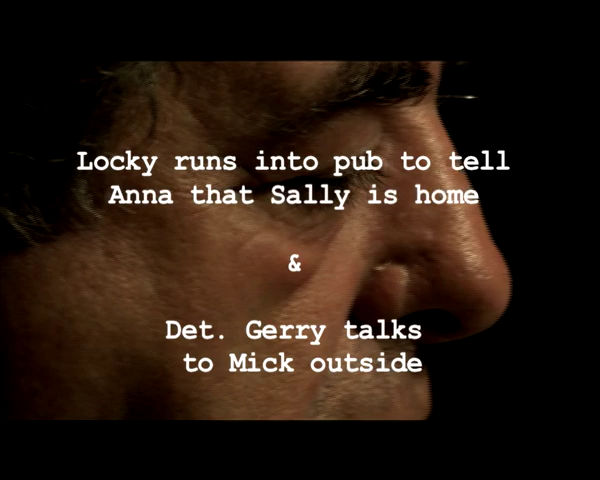 Locky runs into pub to tell
Anna that Sally is home
&
Det. Gerry talks
to Mick outside